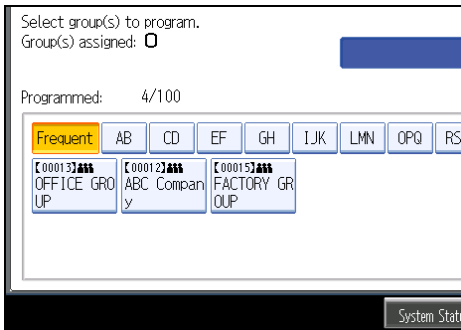 Select group(s) to program.
Group(s) assigned: 0
Programmed: 4/100
Frequent AB CD EF GH IJK LMN OPQ RS
【00013】 【00012】 【00015】
OFFICE GRO ABC Compan FACTORY GR
UP y OUP
System Statu